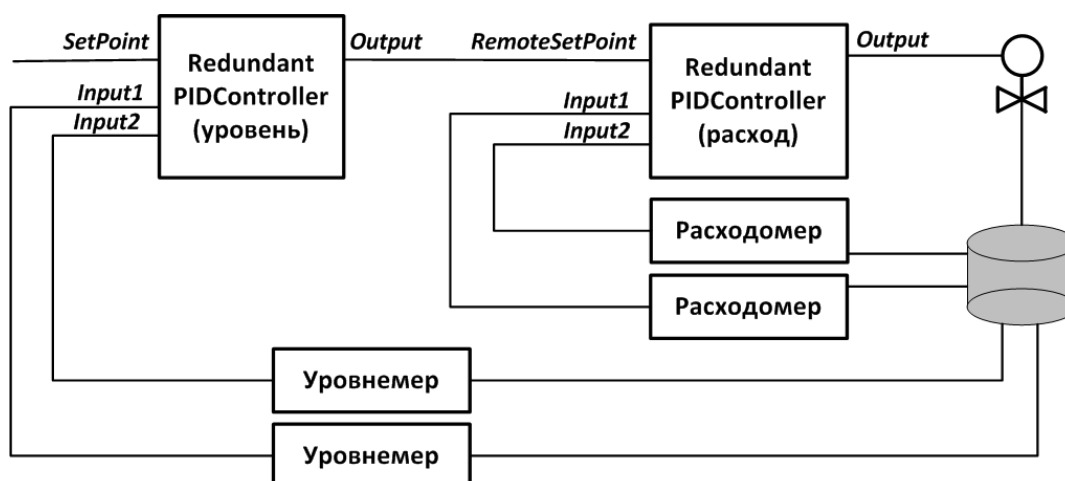 SetPoint
Redundant
PIDController
(уровень)
Input1
Input2
Output
RemoteSetPoint
Redundant
PIDController
(расход)
Input1
Input2
Output
Расходомер
Расходомер
Уровнемер
Уровнемер